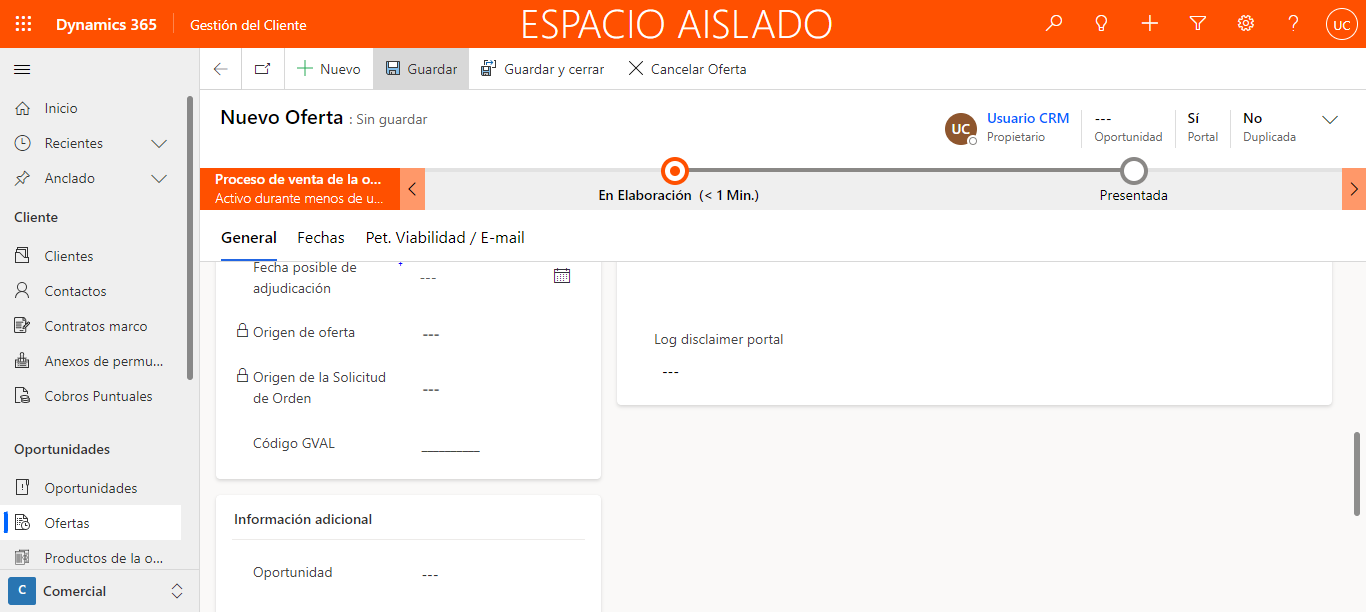 Dynamics 365
Gestión del Cliente
ESPACIO AISLADO
UC
Nuevo
Guardar
Guardar y cerrar
Cancelar Oferta
Inicio
Recientes
Anclado
Cliente
Clientes
Contactos
Contratos marco
Anexos de permu...
Cobros Puntuales
Oportunidades
Oportunidades
Ofertas
Productos de la o...
C
Comercial
Nuevo Oferta : Sin guardar
UC
Usuario CRM
Propietario
---
Oportunidad
Sí
Portal
No
Duplicada
Proceso de venta de la o...
Activo durante menos de u...
En Elaboración (< 1 Min.)
Presentada
General
Fechas
Pet. Viabilidad / E-mail
Fecha posible de
adjudicación
---
Origen de oferta
---
Origen de la Solicitud
de Orden
---
Código GVAL
__________
Log disclaimer portal
---
Información adicional
Oportunidad
---